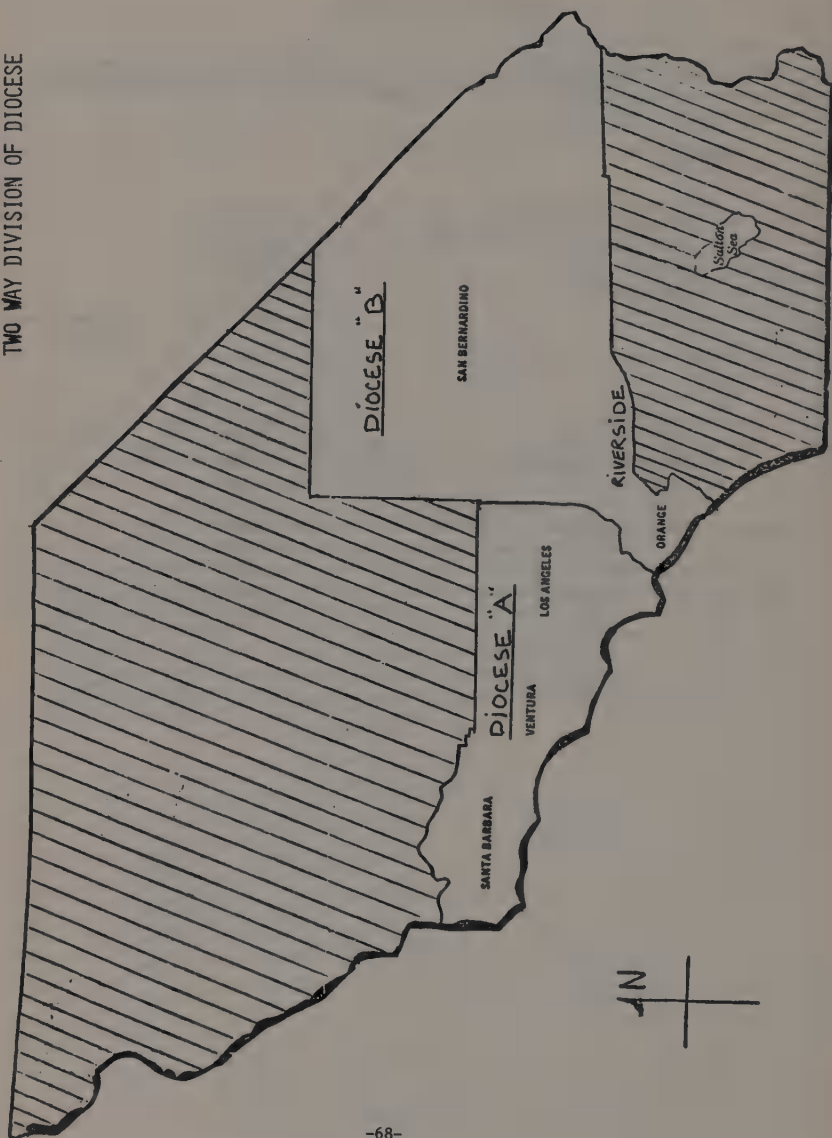 TWO WAY DIVISION OF DIOCESE
DIOCESE "B"
SAN BERNARDINO
Salton
Sea
RIVERSIDE
ORANGE
DIOCESE "A"
LOS ANGELES
VENTURA
SANTA BARBARA
N
-68-